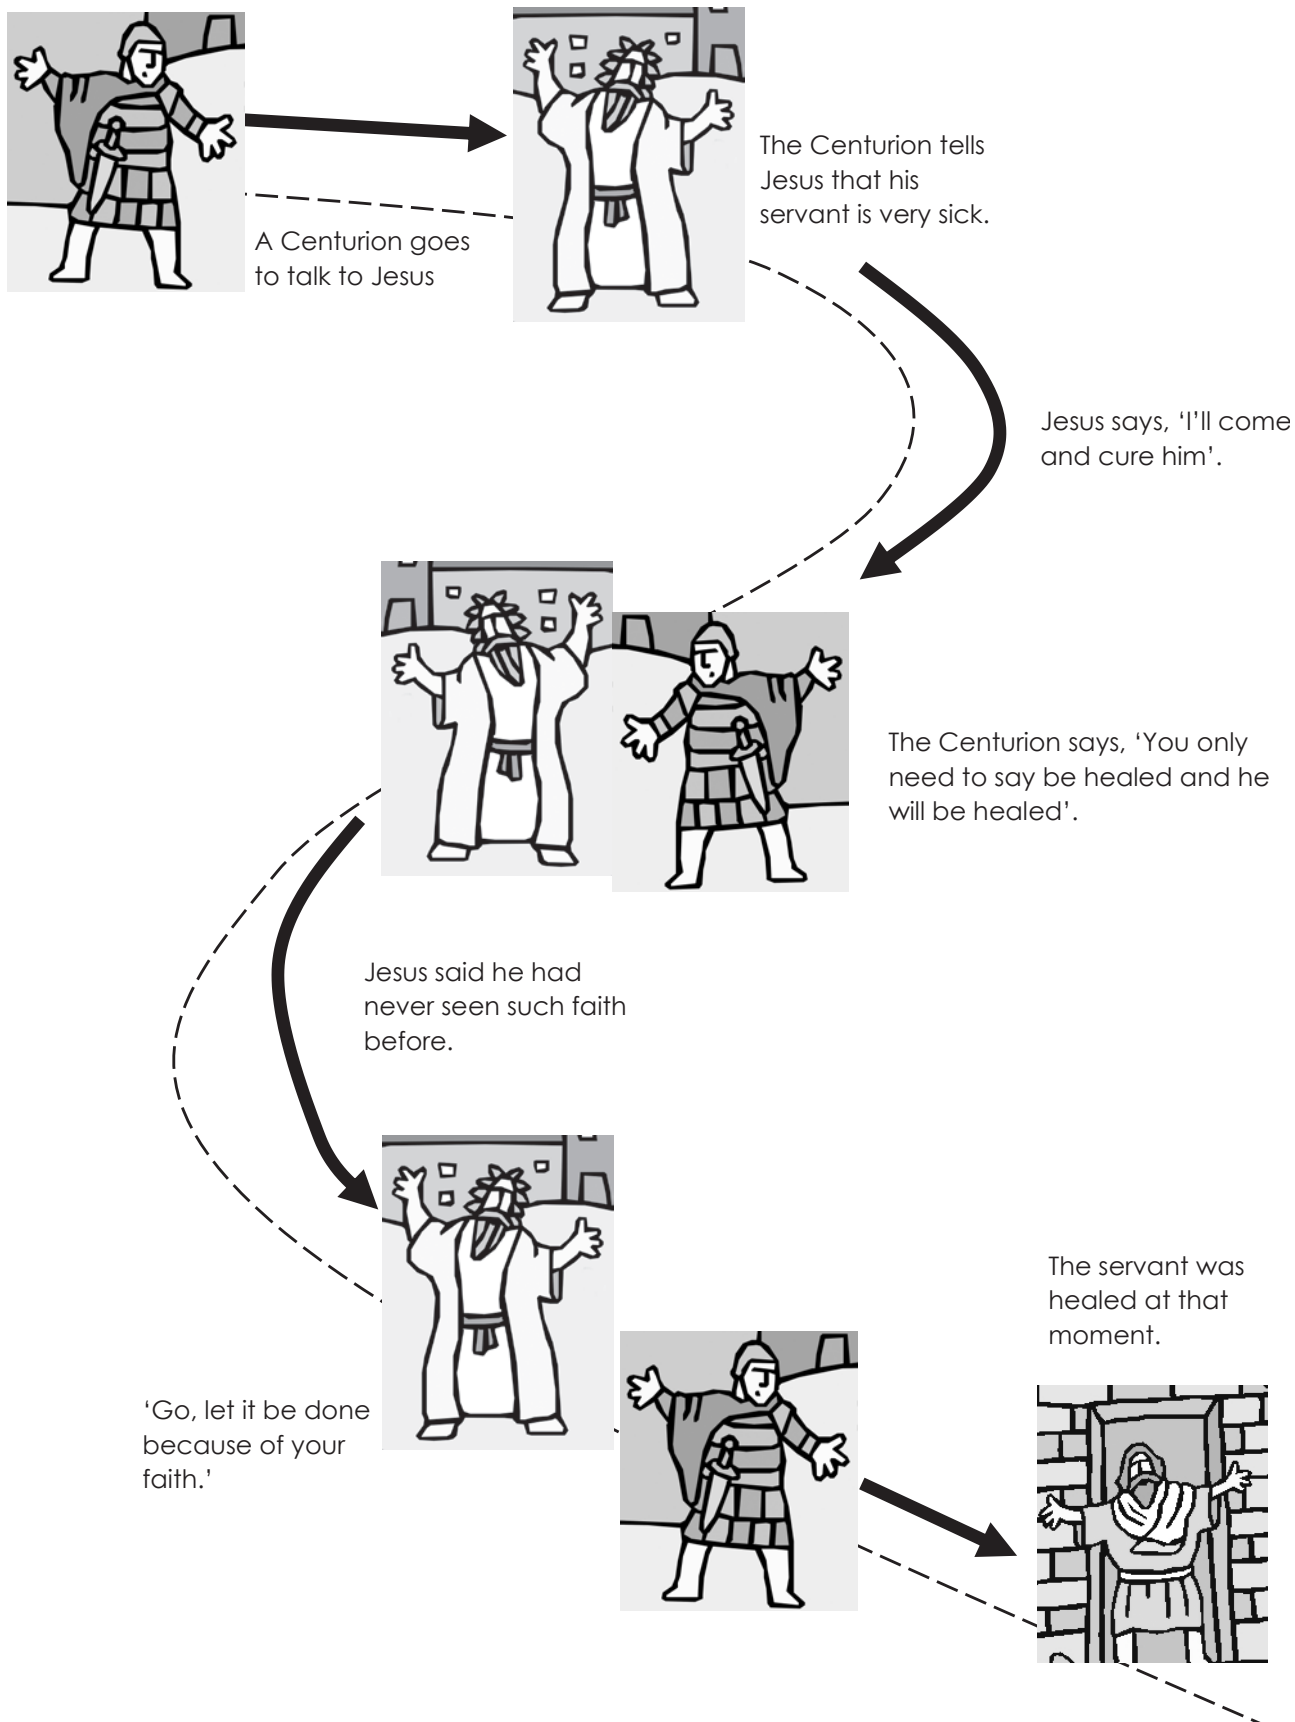 A Centurion goes
to talk to Jesus
The Centurion tells
Jesus that his
servant is very sick.
Jesus says, ‘I’ll come
and cure him’.
The Centurion says, ‘You only
need to say be healed and he
will be healed’.
Jesus said he had
never seen such faith
before.
‘Go, let it be done
because of your
faith.’
The servant was
healed at that
moment.